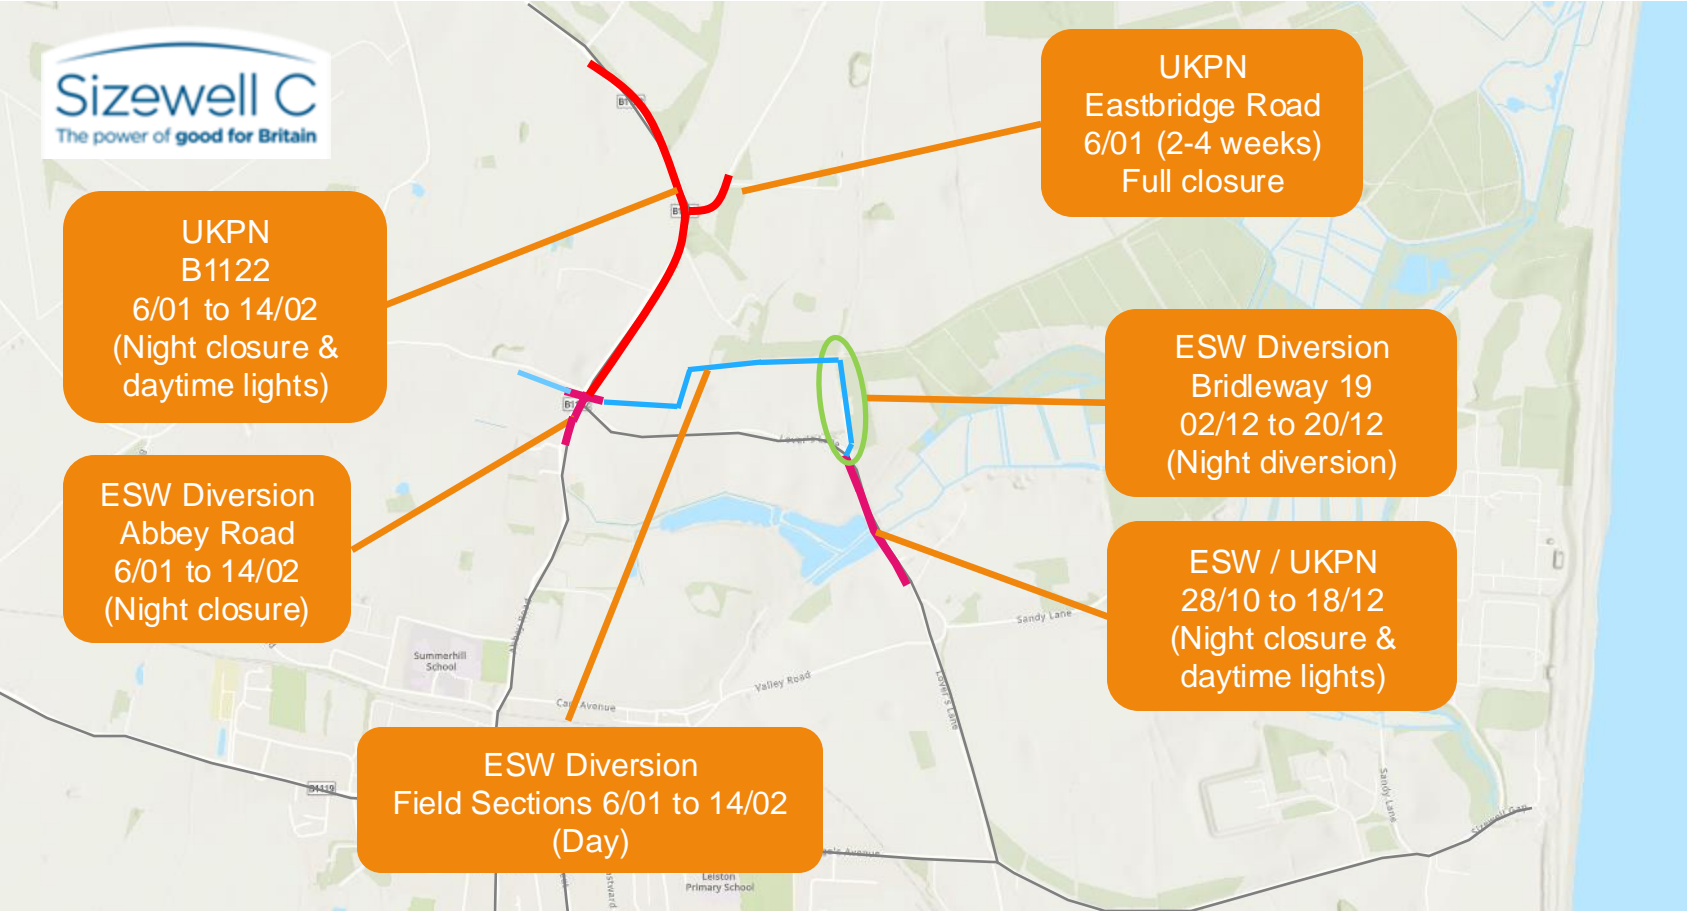 Sizewell C
The power of good for Britain
UKPN
Eastbridge Road
6/01 (2-4 weeks)
Full closure
UKPN
B1122
6/01 to 14/02
(Night closure &
daytime lights)
ESW Diversion
Bridleway 19
02/12 to 20/12
(Night diversion)
ESW Diversion
Abbey Road
6/01 to 14/02
(Night closure)
ESW / UKPN
28/10 to 18/12
(Night closure &
daytime lights)
ESW Diversion
Field Sections 6/01 to 14/02
(Day)
Abbey Road
Summerhill
School
Valley Road
Sandy Lane
Lover's Lane
Avenue
B1119
Sandy Lane
Sizewell Gap
Avenue
Leiston
Primary School